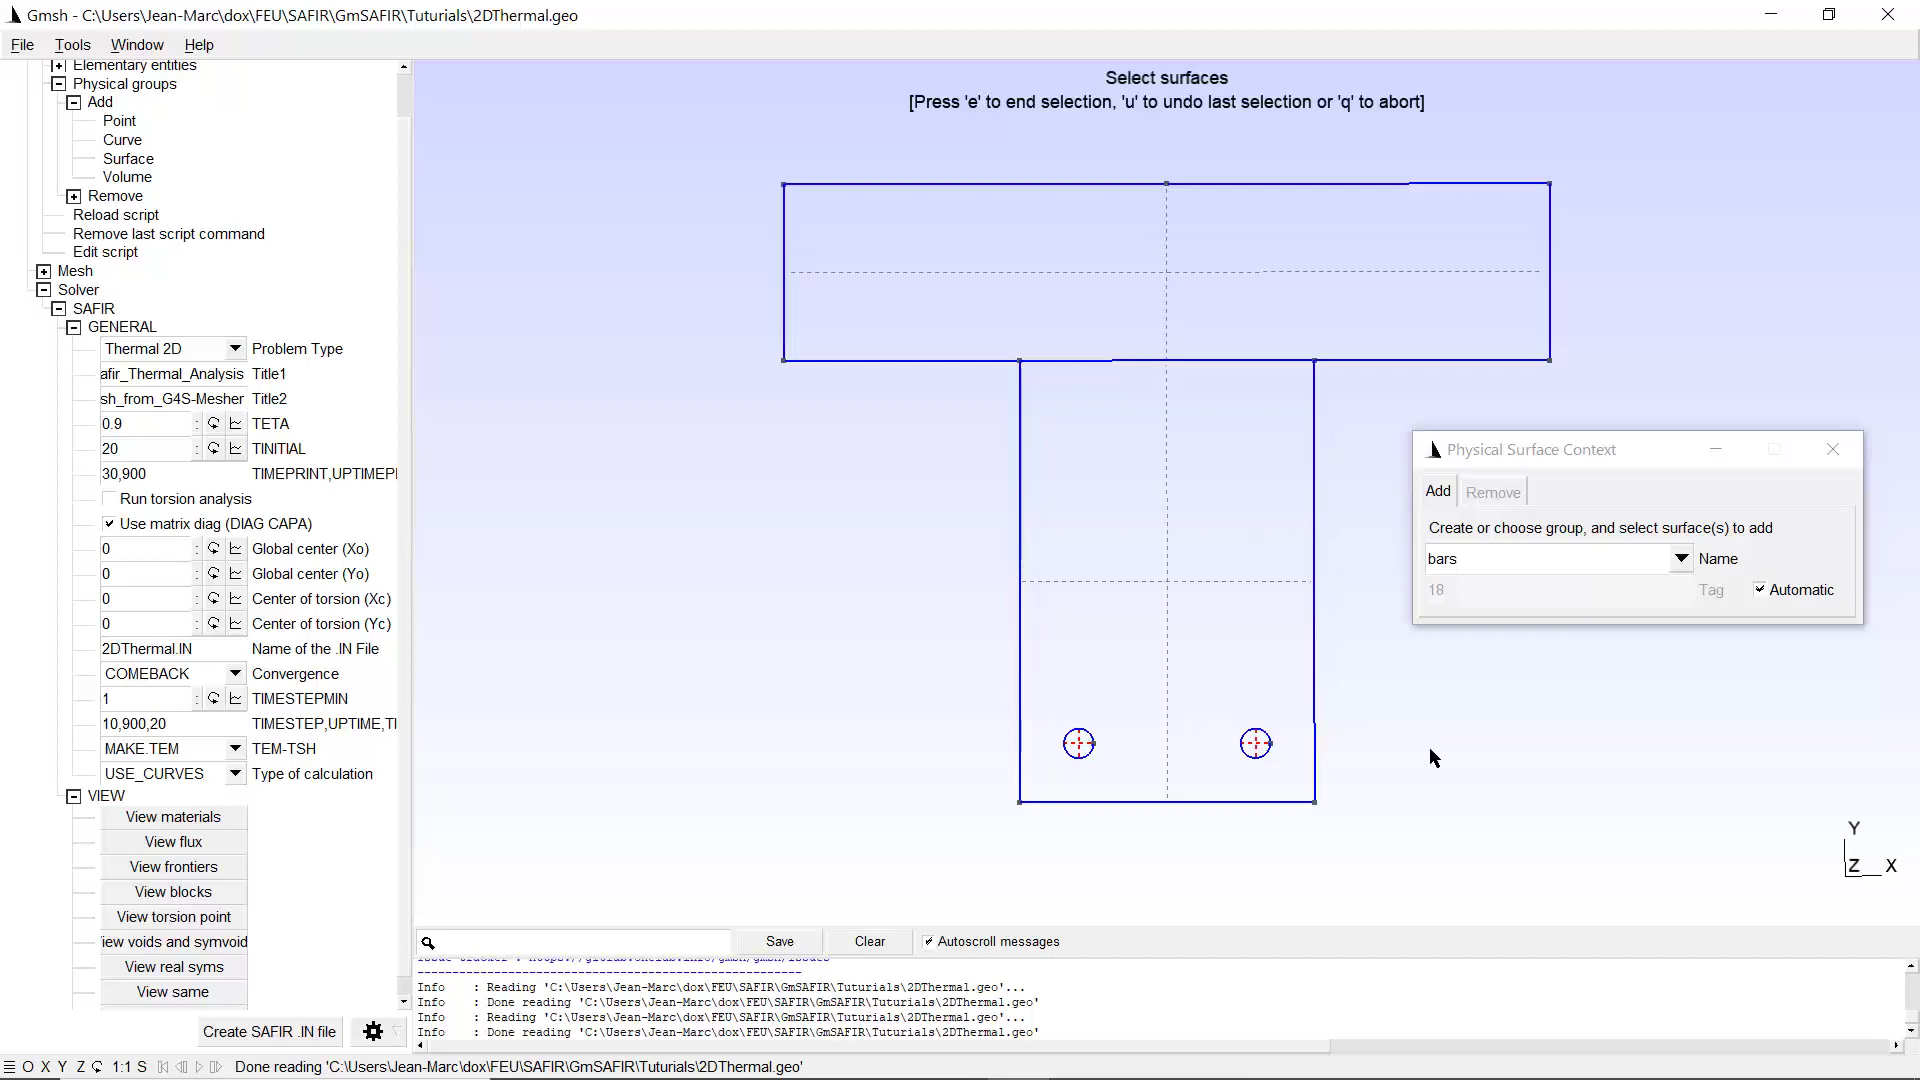 Gmsh - C:\Users\Jean-Marc\dox\FEU\SAFIR\GmSAFIR\Tuturials\2DThermal.geo
File Tools Window Help
Elementary entities
Physical groups
Add
Point
Curve
Surface
Volume
Remove
Reload script
Remove last script command
Edit script
Mesh
Solver
SAFIR
GENERAL
Thermal 2D Problem Type
afir_Thermal_Analysis Title1
sh_from_G4S-Mesher Title2
0.9 : TETA
20 : TINITIAL
30,900 TIMEPRINT,UPTIMEPI
Run torsion analysis
Use matrix diag (DIAG CAPA)
0 : Global center (Xo)
0 : Global center (Yo)
0 : Center of torsion (Xc)
0 : Center of torsion (Yc)
2DThermal.IN Name of the .IN File
COMEBACK Convergence
1 : TIMESTEPMIN
10,900,20 TIMESTEP,UPTIME,TI
MAKE.TEM TEM-TSH
USE_CURVES Type of calculation
VIEW
View materials
View flux
View frontiers
View blocks
View torsion point
iew voids and symvoid
View real syms
View same
Create SAFIR .IN file
Select surfaces
[Press 'e' to end selection, 'u' to undo last selection or 'q' to abort]
Physical Surface Context
Add Remove
Create or choose group, and select surface(s) to add
bars Name
18 Tag Automatic
Y
Z X
Save Clear Autoscroll messages
Info : Reading 'C:\Users\Jean-Marc\dox\FEU\SAFIR\GmSAFIR\Tuturials\2DThermal.geo'...
Info : Done reading 'C:\Users\Jean-Marc\dox\FEU\SAFIR\GmSAFIR\Tuturials\2DThermal.geo'
Info : Reading 'C:\Users\Jean-Marc\dox\FEU\SAFIR\GmSAFIR\Tuturials\2DThermal.geo'...
Info : Done reading 'C:\Users\Jean-Marc\dox\FEU\SAFIR\GmSAFIR\Tuturials\2DThermal.geo'
O X Y Z 1:1 S Done reading 'C:\Users\Jean-Marc\dox\FEU\SAFIR\GmSAFIR\Tuturials\2DThermal.geo'